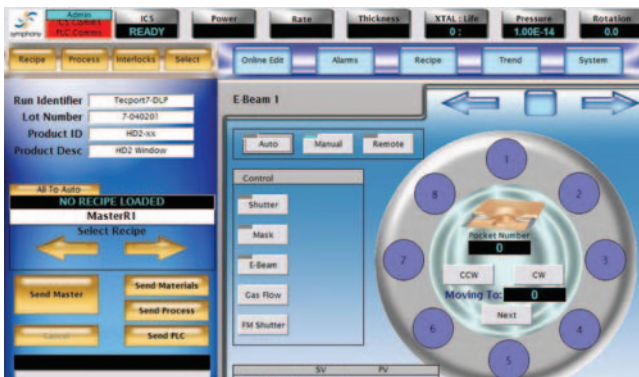 symphony
Admin
ICS Comms
PLC Comms
ICS
READY
Power
Rate
Thickness
XTAL : Life
0 :
Pressure
1.00E-14
Rotation
0.0
Recipe
Process
Interlocks
Select
Online Edit
Alarms
Recipe
Trend
System
Run Identifier
Tecport7-DLP
Lot Number
7-040201
Product ID
HD2-xx
Product Desc
HD2 Window
All To Auto
NO RECIPE LOADED
MasterR1
Select Recipe
Send Master
Send Materials
Send Process
Cancel
Send PLC
E-Beam 1
Auto
Manual
Remote
Control
Shutter
Mask
E-Beam
Gas Flow
FM Shutter
SV
PV
1
2
3
4
5
6
7
8
Pocket Number
0
CCW
CW
Moving To:
0
Next